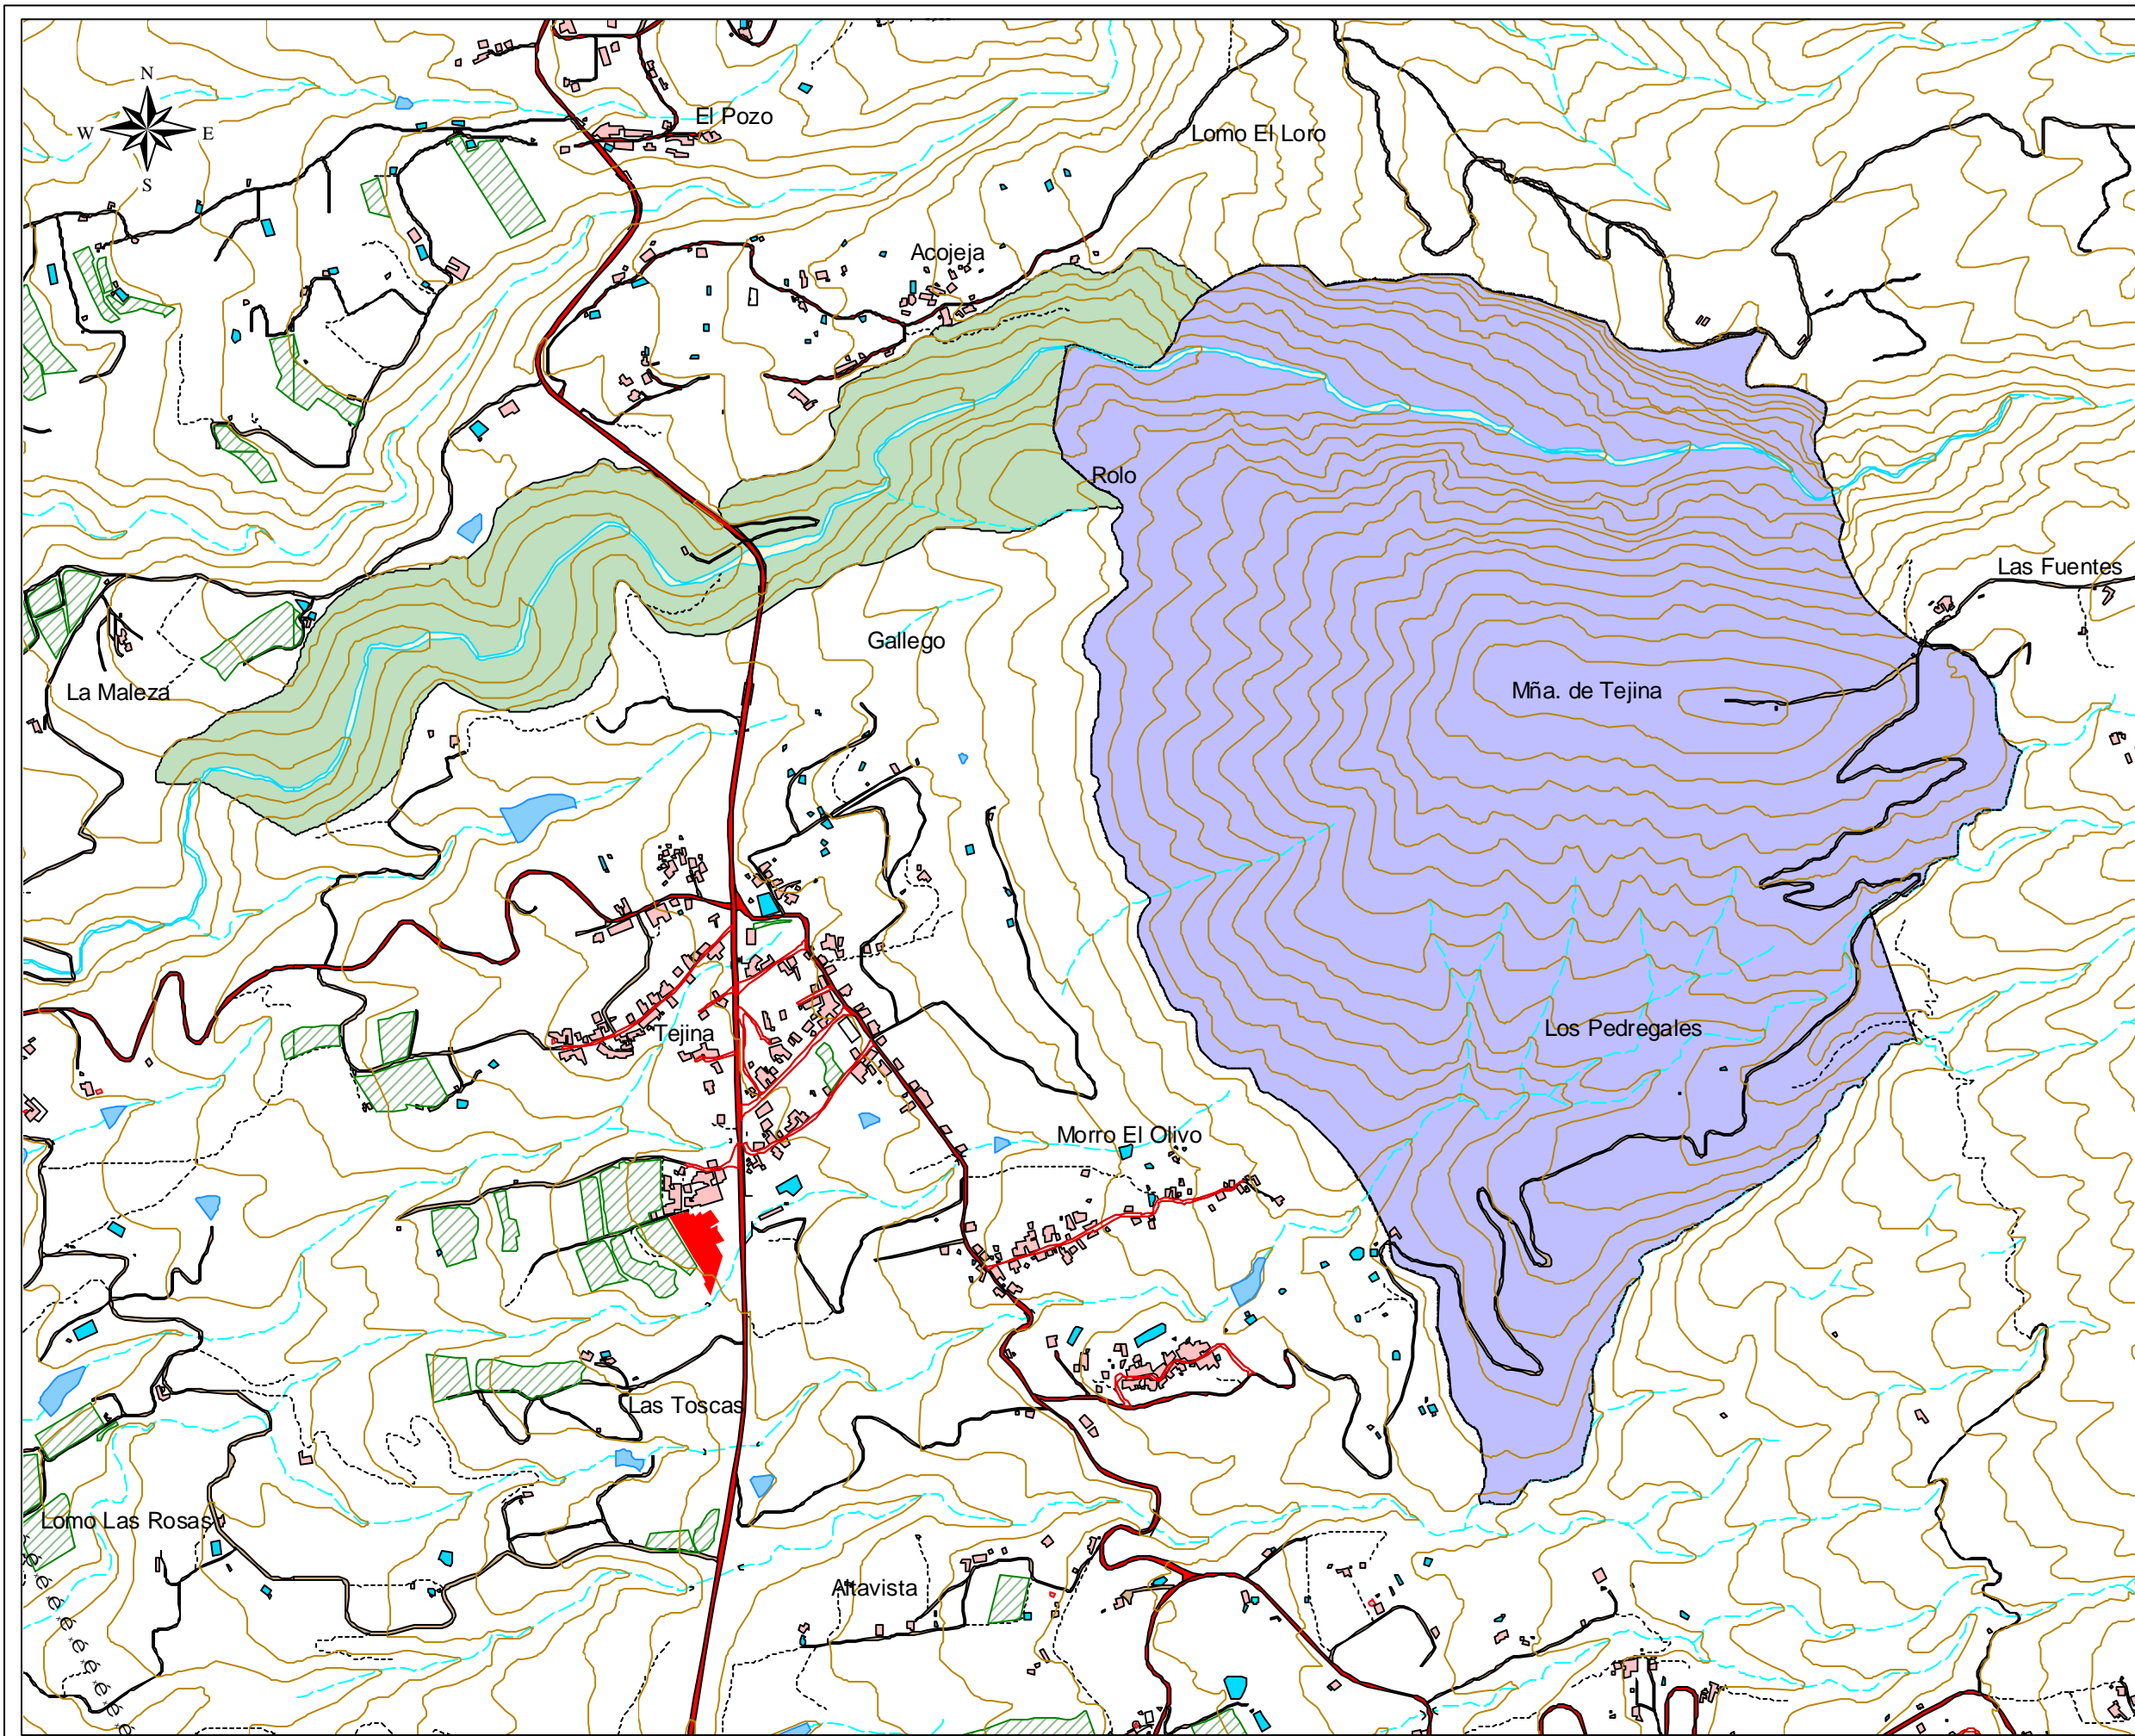 N
El Pozo
W
E
Lomo El Loro
S
Acojeja
Rolo
Las Fuentes
Gallego
La Maleza
Mña. de Tejina
Los Pedregales
Tejina
Morro El Olivo
Las Toscas
Lomo Las Rosas
Altavista